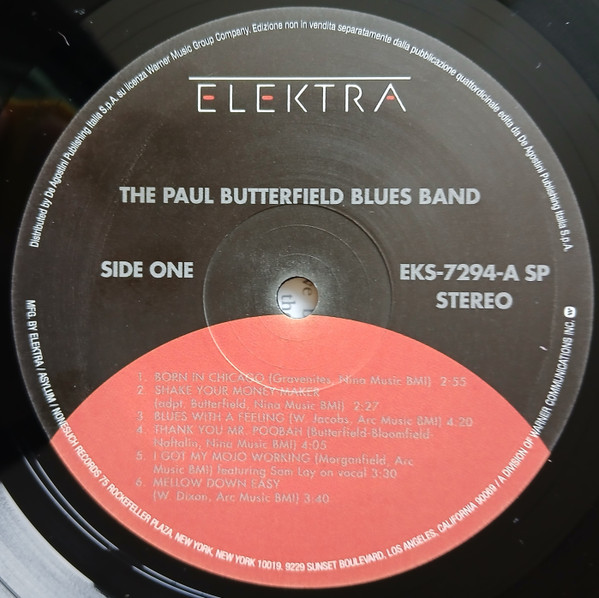 Distributed by De Agostini Publishing Italia S.p.A. su licenza Warner Music Group Company. Edizione non in vendita separatamente dalla pubblicazione quattordicinale edita da De Agostini Publishing Italia S.p.A.
ELEKTRA
THE PAUL BUTTERFIELD BLUES BAND
SIDE ONE
EKS-7294-A SP
STEREO
1. BORN IN CHICAGO (Gravenites, Nina Music BMI) 2:55
2. SHAKE YOUR MONEY-MAKER
(adpt. Butterfield, Nina Music BMI) 2:27
3. BLUES WITH A FEELING (W. Jacobs, Arc Music BMI) 4:20
4. THANK YOU MR. POOBAH (Butterfield-Bloomfield-
Naftalin, Nina Music BMI) 4:05
5. I GOT MY MOJO WORKING (Morganfield, Arc
Music BMI) featuring Sam Lay on vocal 3:30
6. MELLOW DOWN EASY
(W. Dixon, Arc Music BMI) 3:40
MFG. BY ELEKTRA / ASYLUM / NONESUCH RECORDS 75 ROCKEFELLER PLAZA, NEW YORK, NEW YORK 10019. 9229 SUNSET BOULEVARD, LOS ANGELES, CALIFORNIA 90069 / A DIVISION OF WARNER COMMUNICATIONS INC.